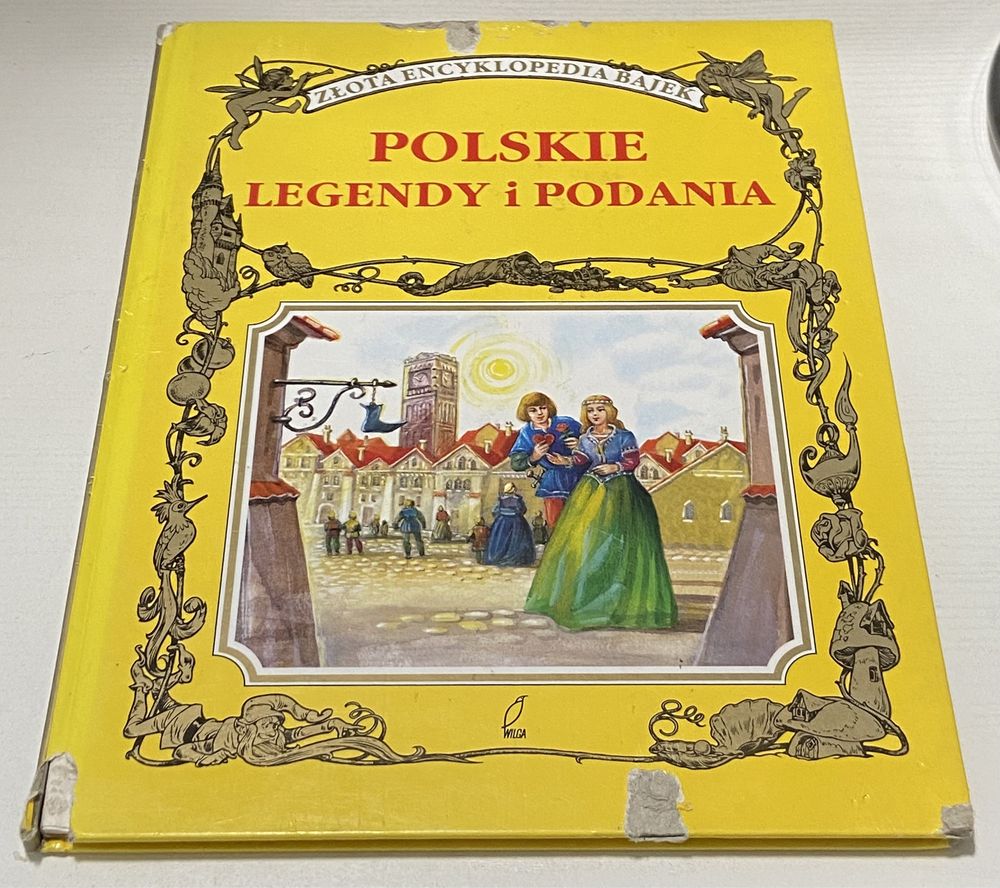 ZŁOTA ENCYKLOPEDIA BAJEK
POLSKIE
LEGENDY i PODANIA
WILGA